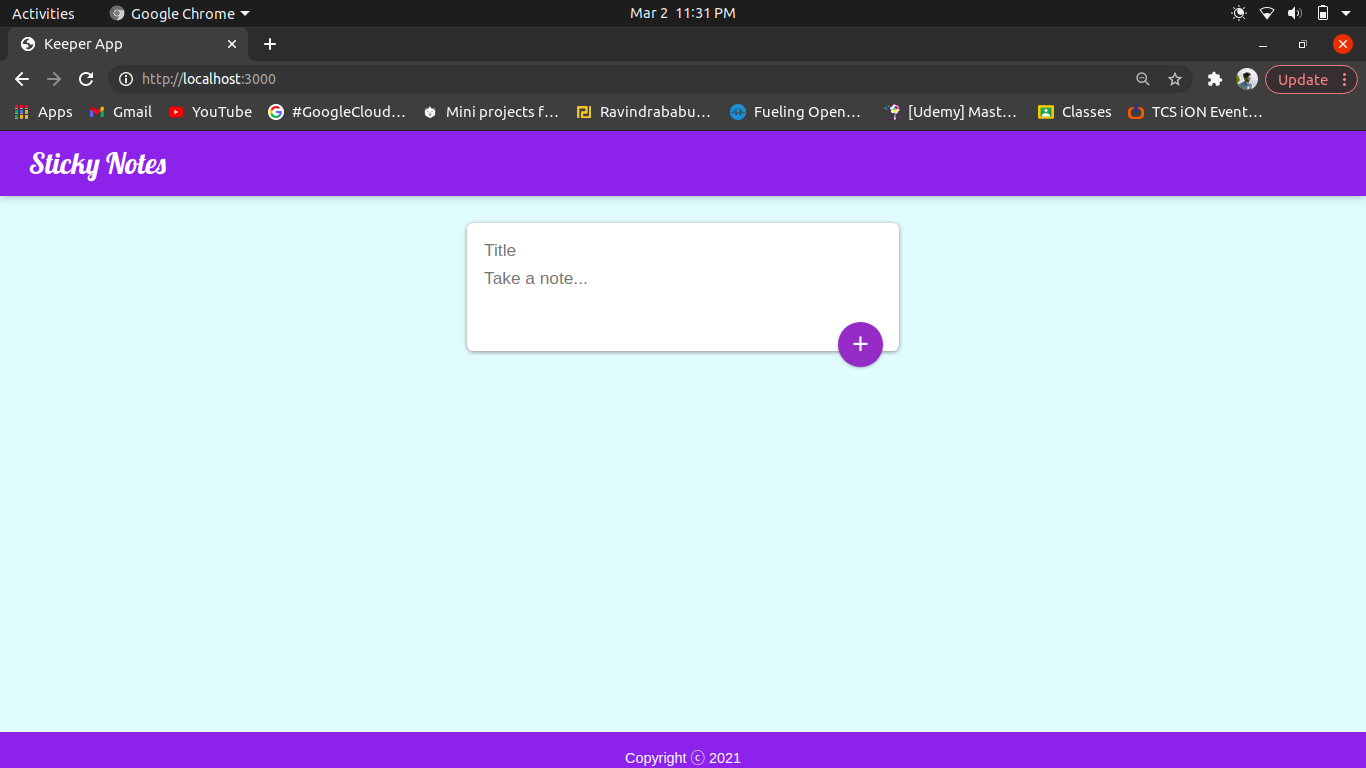 Activities Google Chrome Mar 2 11:31 PM
Keeper App
http://localhost:3000 Update
Apps Gmail YouTube #GoogleCloud... Mini projects f... Ravindrababu... Fueling Open... [Udemy] Mast... Classes TCS iON Event...
Sticky Notes
Title
Take a note...
Copyright ⓒ 2021